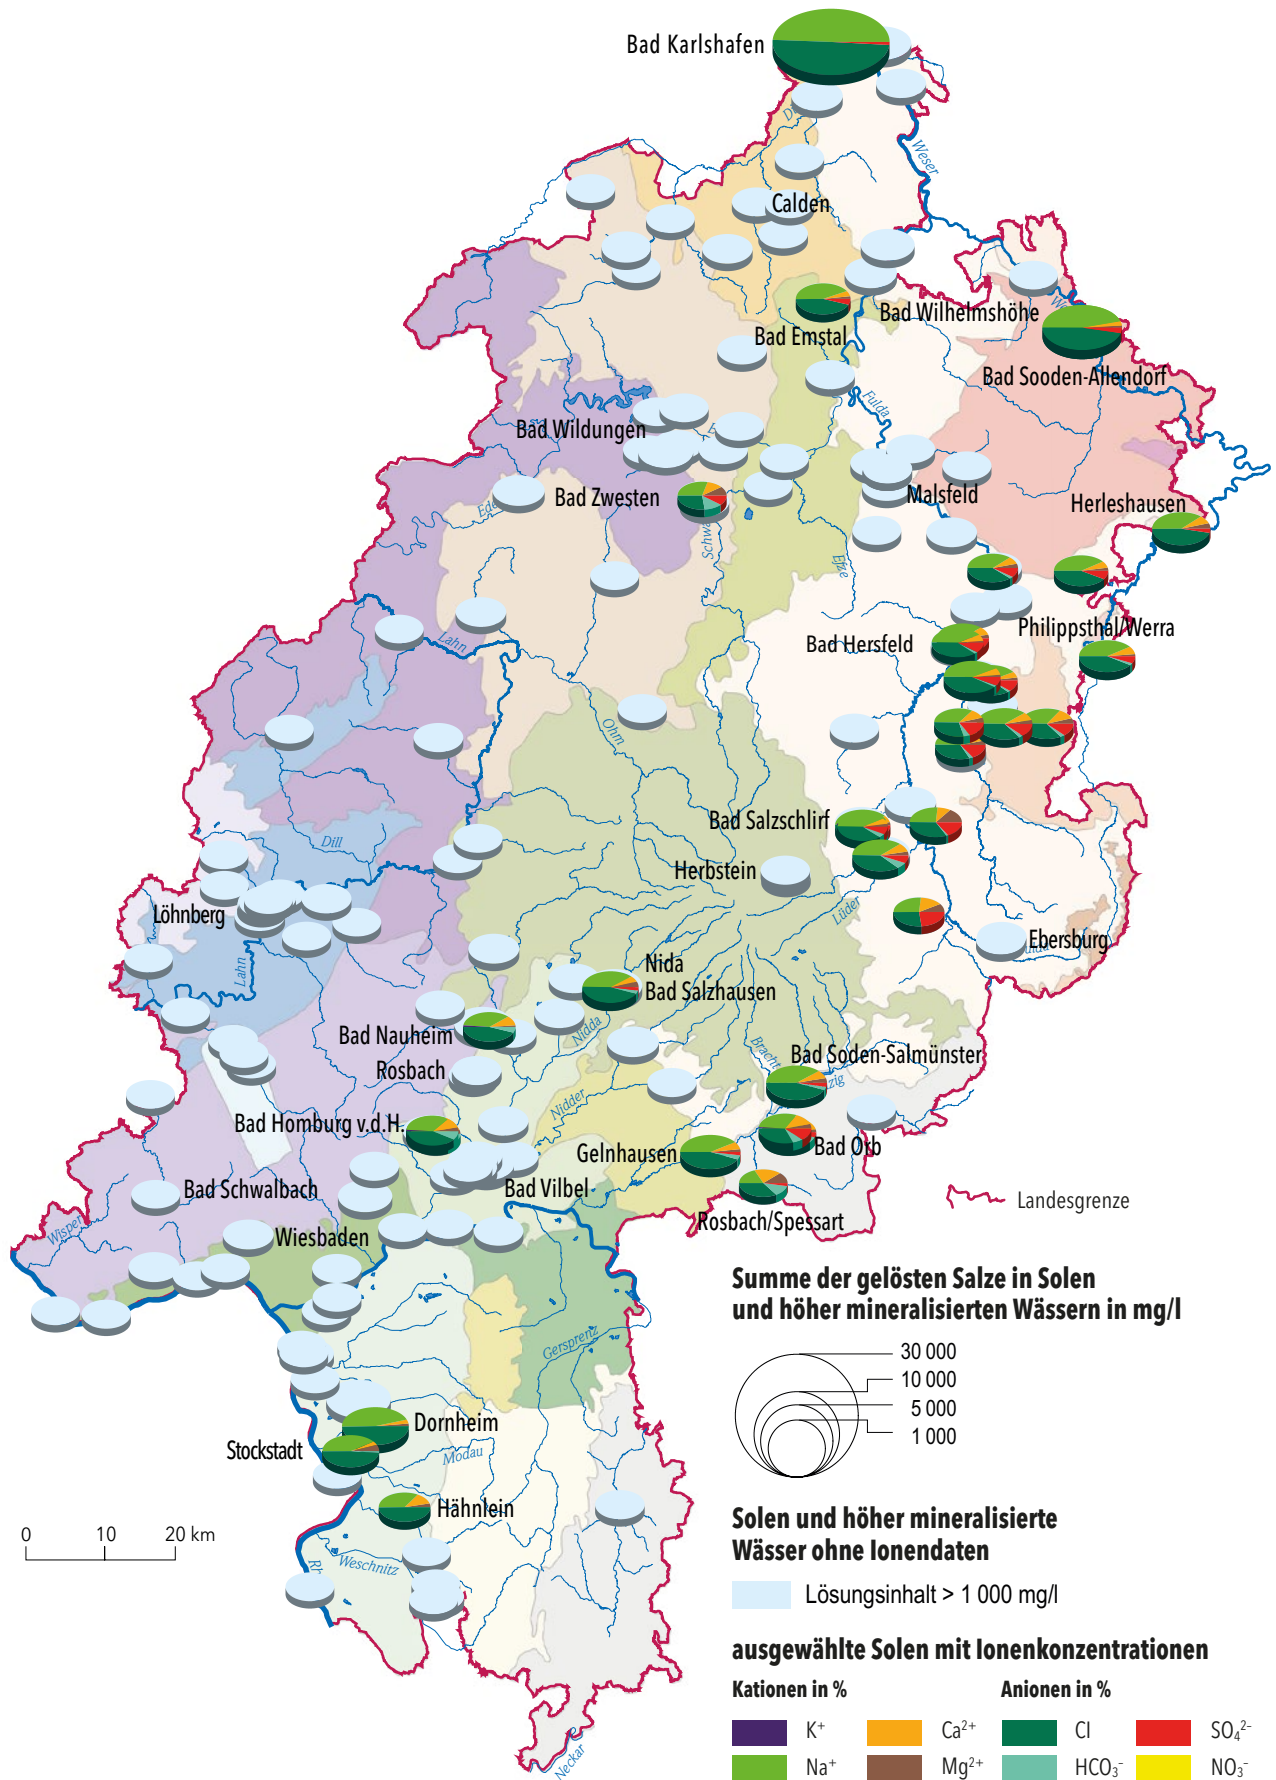 Bad Karlshafen
Weser
Calden
Bad Wilhelmshöhe
Bad Emstal
Bad Sooden-Allendorf
Fulda
Bad Wildungen
Bad Zwesten
Malsfeld
Herleshausen
Schwa
Efze
Philippsthal/Werra
Bad Hersfeld
Lahn
Ohm
Bad Salzschlirf
Dill
Herbstein
Löhnberg
Lüder
Ebersburg
Lahn
Nida
Bad Salzhausen
Bad Nauheim
Nidda
Rosbach
Bracht
Bad Soden-Salmünster
zig
Nidder
Bad Homburg v.d.H.
Gelnhausen
Bad Orb
Bad Schwalbach
Bad Vilbel
Wisper
Wiesbaden
Rosbach/Spessart
Landesgrenze
Summe der gelösten Salze in Solen
und höher mineralisierten Wässern in mg/l
Gersprenz
30 000
10 000
5 000
1 000
Dornheim
Stockstadt
Modau
Hähnlein
Solen und höher mineralisierte
Wässer ohne Ionendaten
0 10 20 km
Rh
Weschnitz
Lösungsinhalt > 1 000 mg/l
ausgewählte Solen mit Ionenkonzentrationen
Kationen in % Anionen in %
K⁺ Ca²⁺ Cl SO₄²⁻
Na⁺ Mg²⁺ HCO₃⁻ NO₃⁻
Neckar